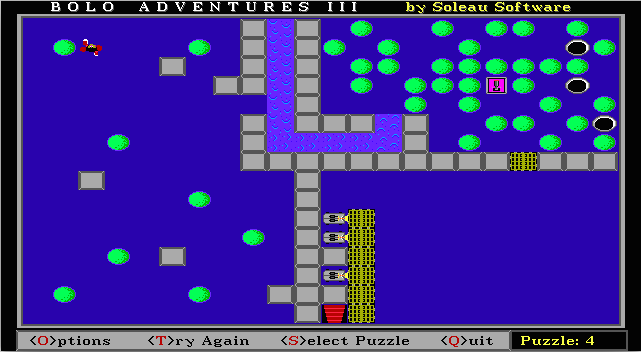 BOLO ADVENTURES III by Soleau Software
<O>ptions <T>ry Again <S>elect Puzzle <Q>uit Puzzle: 4